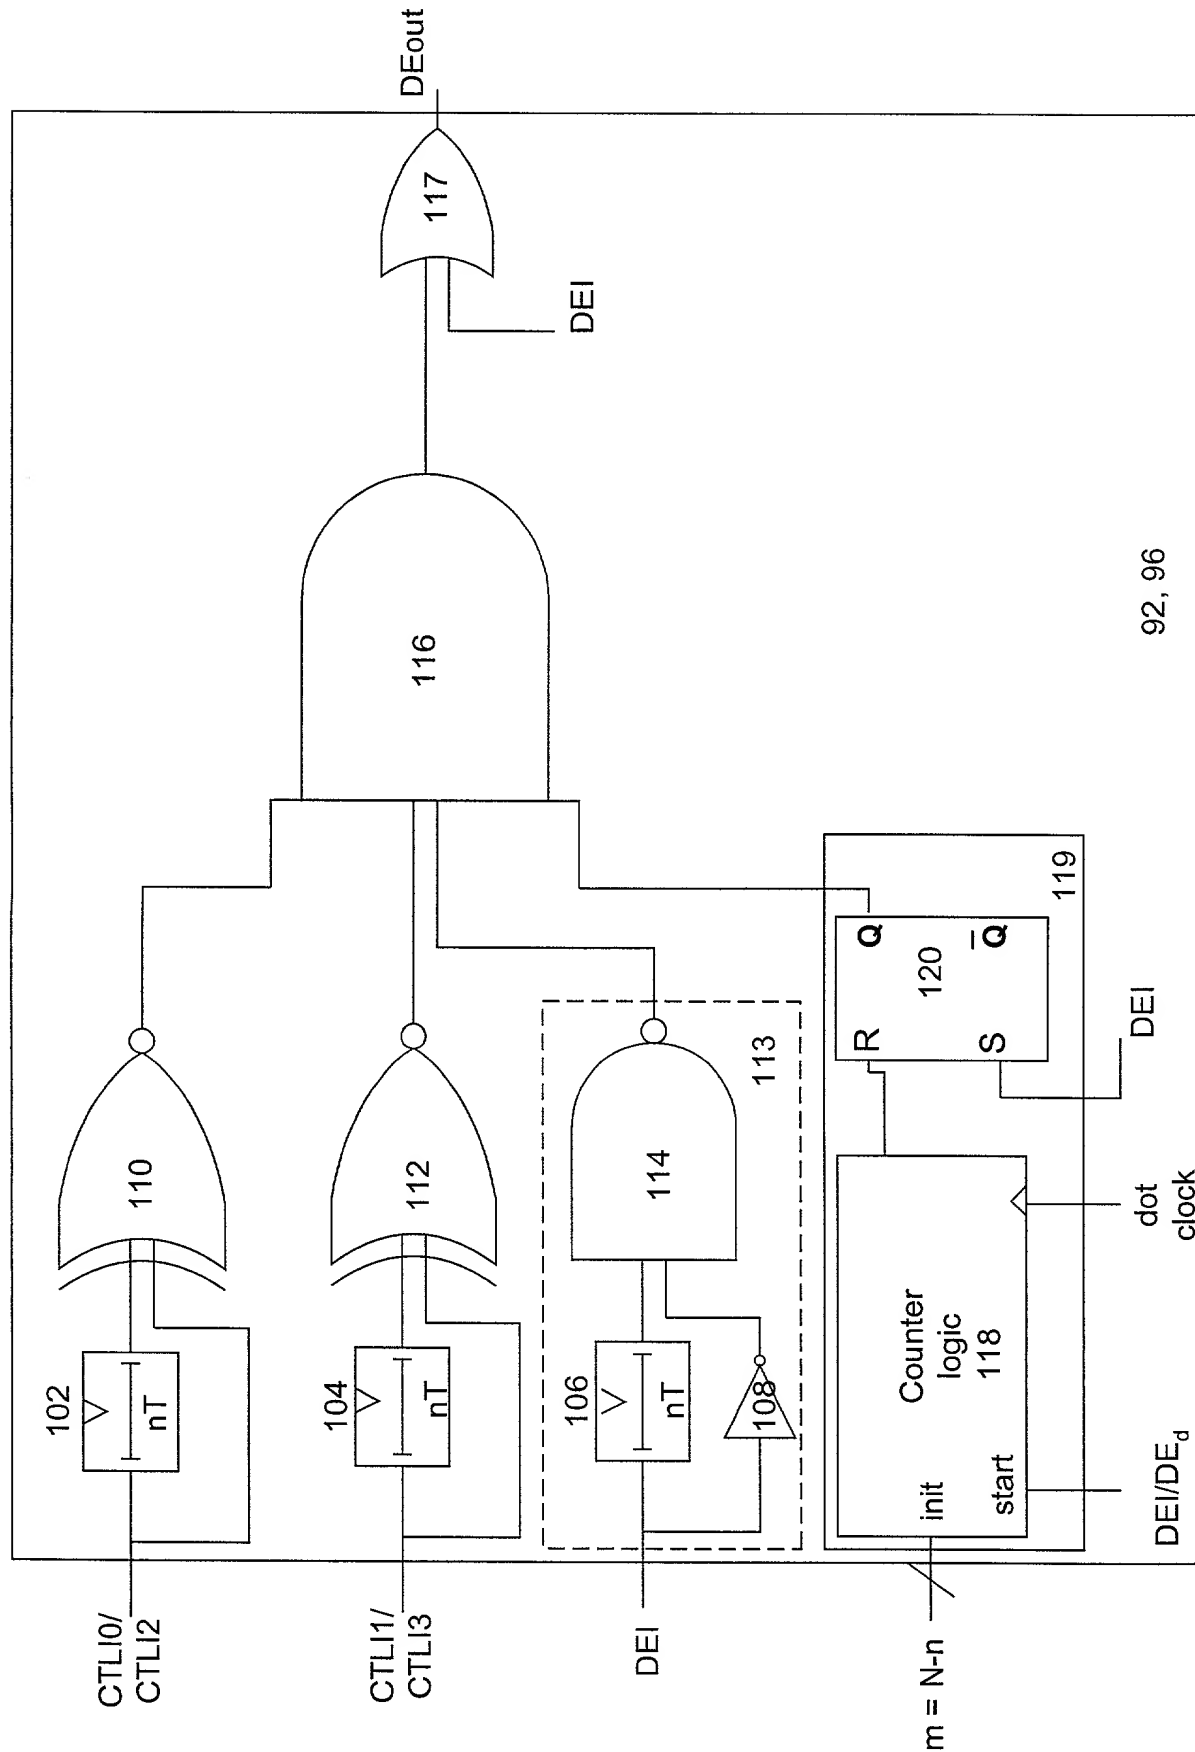 CTLI0/
CTLI2
102
nT
110
CTLI1/
CTLI3
104
nT
112
DEI
106
nT
108
114
113
116
117
DEI
DEout
m = N-n
init
start
Counter
logic
118
R
S
Q
Q̅
120
119
DEI/DEd
dot
clock
DEI
92, 96